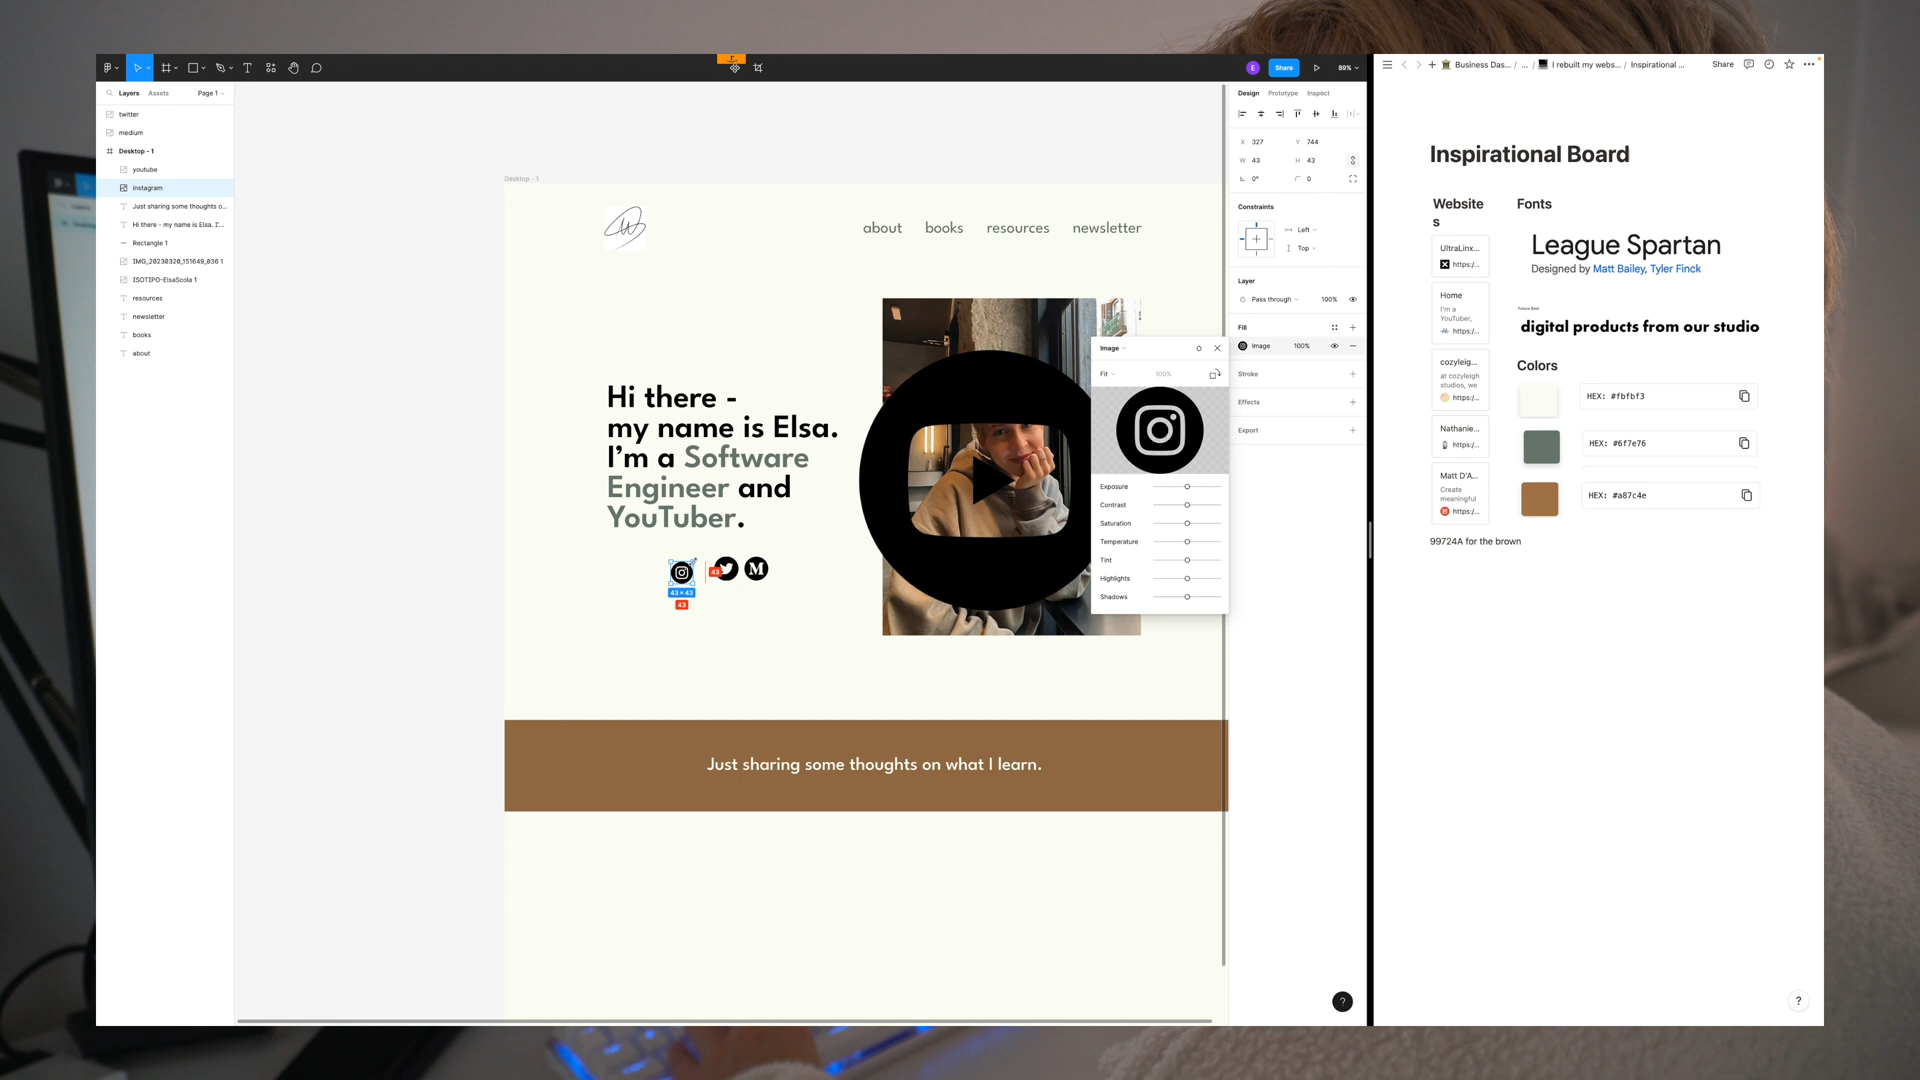 89%
Share
Layers
Assets
Page 1
twitter
medium
Desktop - 1
youtube
instagram
Just sharing some thoughts o...
Hi there - my name is Elsa. I'...
Rectangle 1
IMG_20230320_151649_036 1
ISOTIPO-ElsaScola 1
resources
newsletter
books
about
Desktop - 1
about
books
resources
newsletter
Hi there -
my name is Elsa.
I'm a Software
Engineer and
YouTuber.
43
M
43 × 43
43
Just sharing some thoughts on what I learn.
Image
Fit
100%
Exposure
Contrast
Saturation
Temperature
Tint
Highlights
Shadows
E
Design
Prototype
Inspect
X 327
Y 744
W 43
H 43
0°
0
Constraints
Left
Top
Layer
Pass through
100%
Fill
Image
100%
Stroke
Effects
Export
?
Business Das... / ... / I rebuilt my webs... / Inspirational ...
Share
Inspirational Board
Website
s
UltraLinx...
https:/...
Home
I'm a
YouTuber,
https:/...
cozyleig...
at cozyleigh
studios, we
https:/...
Nathanie...
https:/...
Matt D'A...
Create
meaningful
https:/...
Fonts
League Spartan
Designed by Matt Bailey, Tyler Finck
Futura Bold
digital products from our studio
Colors
HEX: #fbfbf3
HEX: #6f7e76
HEX: #a87c4e
99724A for the brown
?